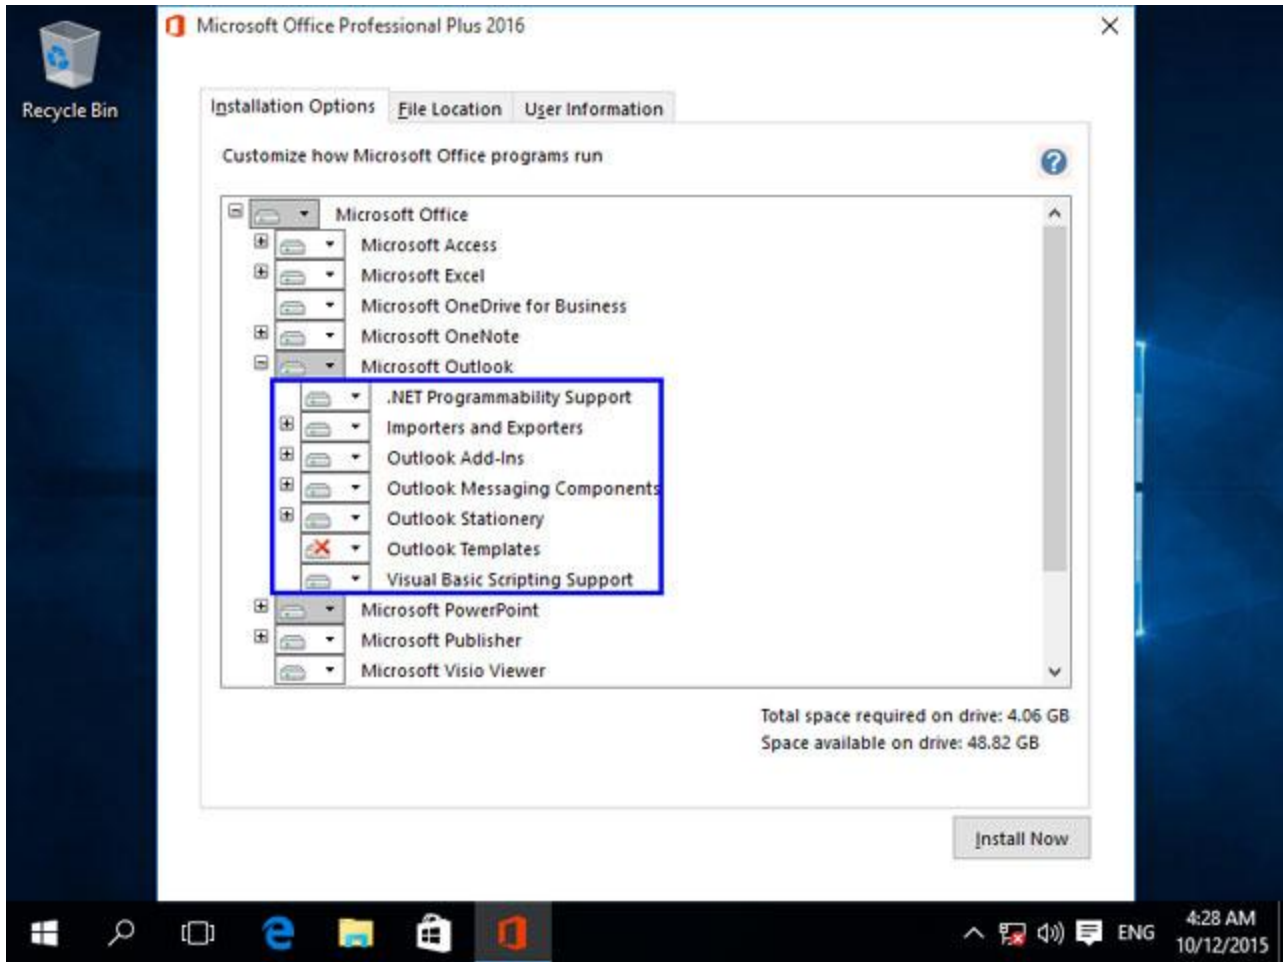 Recycle Bin
Microsoft Office Professional Plus 2016
Installation Options
File Location
User Information
Customize how Microsoft Office programs run
?
Microsoft Office
Microsoft Access
Microsoft Excel
Microsoft OneDrive for Business
Microsoft OneNote
Microsoft Outlook
.NET Programmability Support
Importers and Exporters
Outlook Add-Ins
Outlook Messaging Components
Outlook Stationery
Outlook Templates
Visual Basic Scripting Support
Microsoft PowerPoint
Microsoft Publisher
Microsoft Visio Viewer
Total space required on drive: 4.06 GB
Space available on drive: 48.82 GB
Install Now
ENG
4:28 AM
10/12/2015